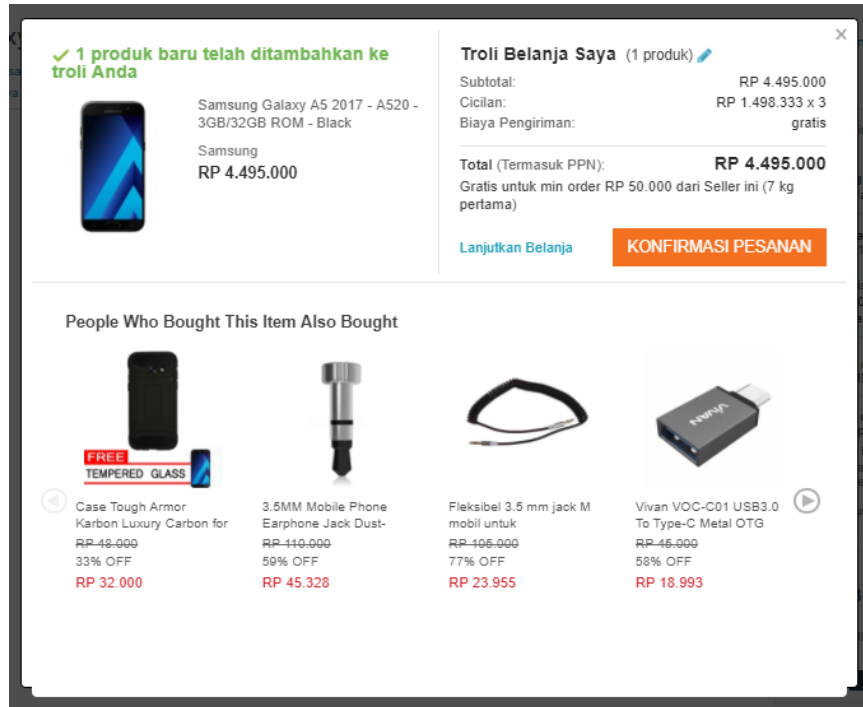 1 produk baru telah ditambahkan ke
troli Anda
Samsung Galaxy A5 2017 - A520 -
3GB/32GB ROM - Black
Samsung
RP 4.495.000
Troli Belanja Saya (1 produk)
Subtotal: RP 4.495.000
Cicilan: RP 1.498.333 x 3
Biaya Pengiriman: gratis
Total (Termasuk PPN): RP 4.495.000
Gratis untuk min order RP 50.000 dari Seller ini (7 kg
pertama)
Lanjutkan Belanja KONFIRMASI PESANAN
People Who Bought This Item Also Bought
FREE
TEMPERED GLASS
VIVAN
Case Tough Armor
Karbon Luxury Carbon for
RP 48.000
33% OFF
RP 32.000
3.5MM Mobile Phone
Earphone Jack Dust-
RP 110.000
59% OFF
RP 45.328
Fleksibel 3.5 mm jack M
mobil untuk
RP 105.000
77% OFF
RP 23.955
Vivan VOC-C01 USB3.0
To Type-C Metal OTG
RP 45.000
58% OFF
RP 18.993